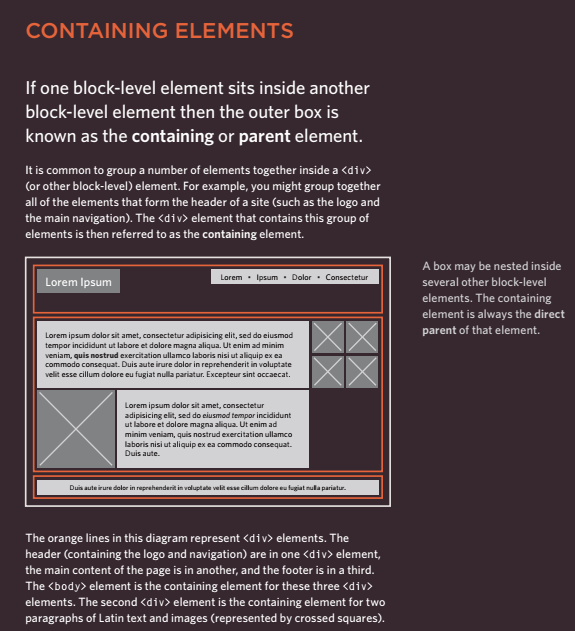 CONTAINING ELEMENTS
If one block-level element sits inside another
block-level element then the outer box is
known as the containing or parent element.
It is common to group a number of elements together inside a <div>
(or other block-level) element. For example, you might group together
all of the elements that form the header of a site (such as the logo and
the main navigation). The <div> element that contains this group of
elements is then referred to as the containing element.
Lorem Ipsum
Lorem • Ipsum • Dolor • Consectetur
Lorem ipsum dolor sit amet, consectetur adipisicing elit, sed do eiusmod
tempor incididunt ut labore et dolore magna aliqua. Ut enim ad minim
veniam, quis nostrud exercitation ullamco laboris nisi ut aliquip ex ea
commodo consequat. Duis aute irure dolor in reprehenderit in voluptate
velit esse cillum dolore eu fugiat nulla pariatur. Excepteur sint occaecat.
Lorem ipsum dolor sit amet, consectetur
adipisicing elit, sed do eiusmod tempor incididunt
ut labore et dolore magna aliqua. Ut enim ad
minim veniam, quis nostrud exercitation ullamco
laboris nisi ut aliquip ex ea commodo consequat.
Duis aute.
Duis aute irure dolor in reprehenderit in voluptate velit esse cillum dolore eu fugiat nulla pariatur.
A box may be nested inside
several other block-level
elements. The containing
element is always the direct
parent of that element.
The orange lines in this diagram represent <div> elements. The
header (containing the logo and navigation) are in one <div> element,
the main content of the page is in another, and the footer is in a third.
The <body> element is the containing element for these three <div>
elements. The second <div> element is the containing element for two
paragraphs of Latin text and images (represented by crossed squares).